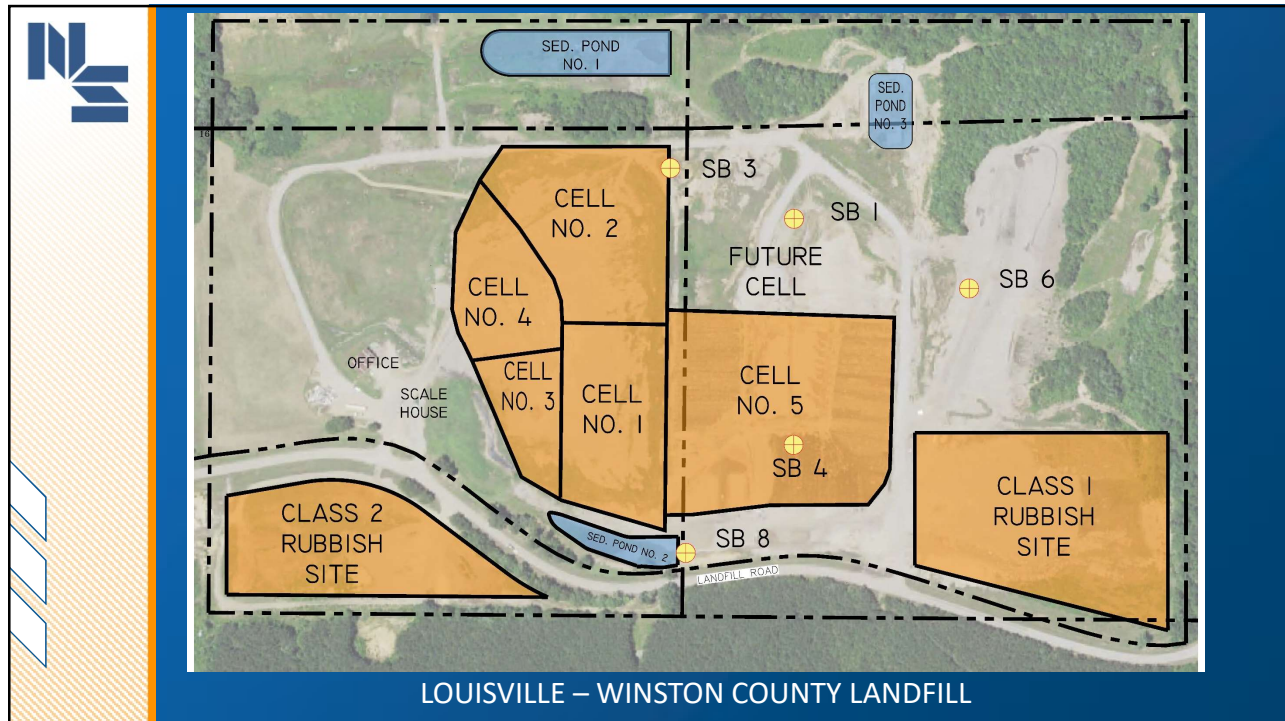 NS
SED. POND
NO. 1
SED.
POND
NO. 3
16
SB 3
CELL
NO. 2
SB 1
FUTURE
CELL
SB 6
CELL
NO. 4
OFFICE
SCALE
HOUSE
CELL
NO. 3
CELL
NO. 1
CELL
NO. 5
SB 4
CLASS 1
RUBBISH
SITE
CLASS 2
RUBBISH
SITE
SED. POND NO. 2
SB 8
LANDFILL ROAD
LOUISVILLE – WINSTON COUNTY LANDFILL